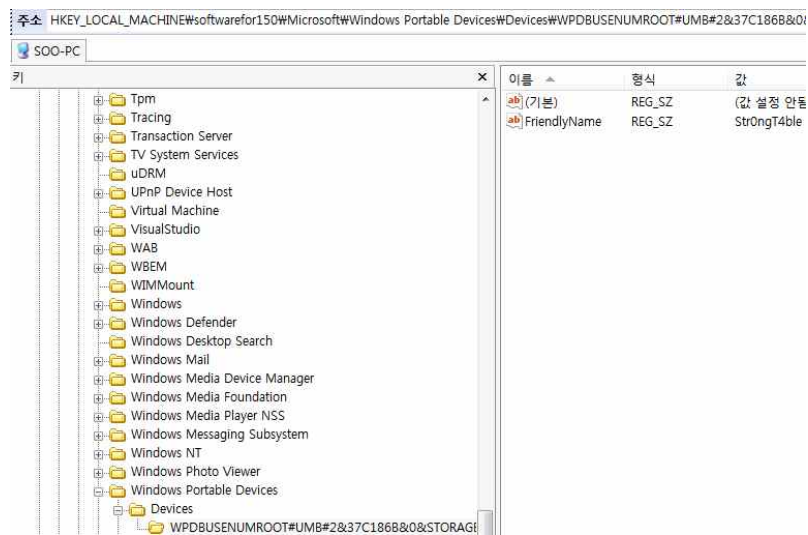 주소 HKEY_LOCAL_MACHINE₩softwarefor150₩Microsoft₩Windows Portable Devices₩Devices₩WPDBUSENUMROOT#UMB#2&37C186B&0&
SOO-PC
키
이름 형식 값
Tpm
Tracing
Transaction Server
TV System Services
uDRM
UPnP Device Host
Virtual Machine
VisualStudio
WAB
WBEM
WIMMount
Windows
Windows Defender
Windows Desktop Search
Windows Mail
Windows Media Device Manager
Windows Media Foundation
Windows Media Player NSS
Windows Messaging Subsystem
Windows NT
Windows Photo Viewer
Windows Portable Devices
Devices
WPDBUSENUMROOT#UMB#2&37C186B&0&STORAGE
(기본) REG_SZ (값 설정 안됨
FriendlyName REG_SZ Str0ngT4ble